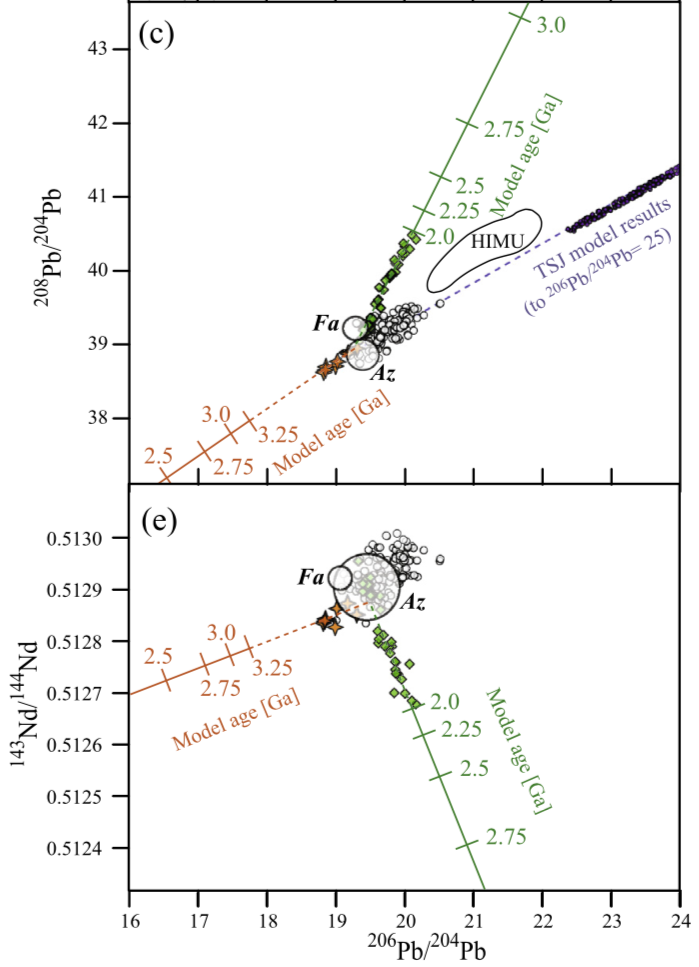 (c)
43
42
41
40
39
38
208Pb/204Pb
3.0
2.75
2.5
2.25
2.0
Model age [Ga]
HIMU
TSJ model results
(to 206Pb/204Pb= 25)
Fa
Az
3.0
3.25
2.5
2.75
Model age [Ga]
(e)
0.5130
0.5129
0.5128
0.5127
0.5126
0.5125
0.5124
143Nd/144Nd
Fa
Az
3.0
3.25
2.5
2.75
Model age [Ga]
2.0
2.25
2.5
2.75
Model age [Ga]
16 17 18 19 20 21 22 23 24
206Pb/204Pb